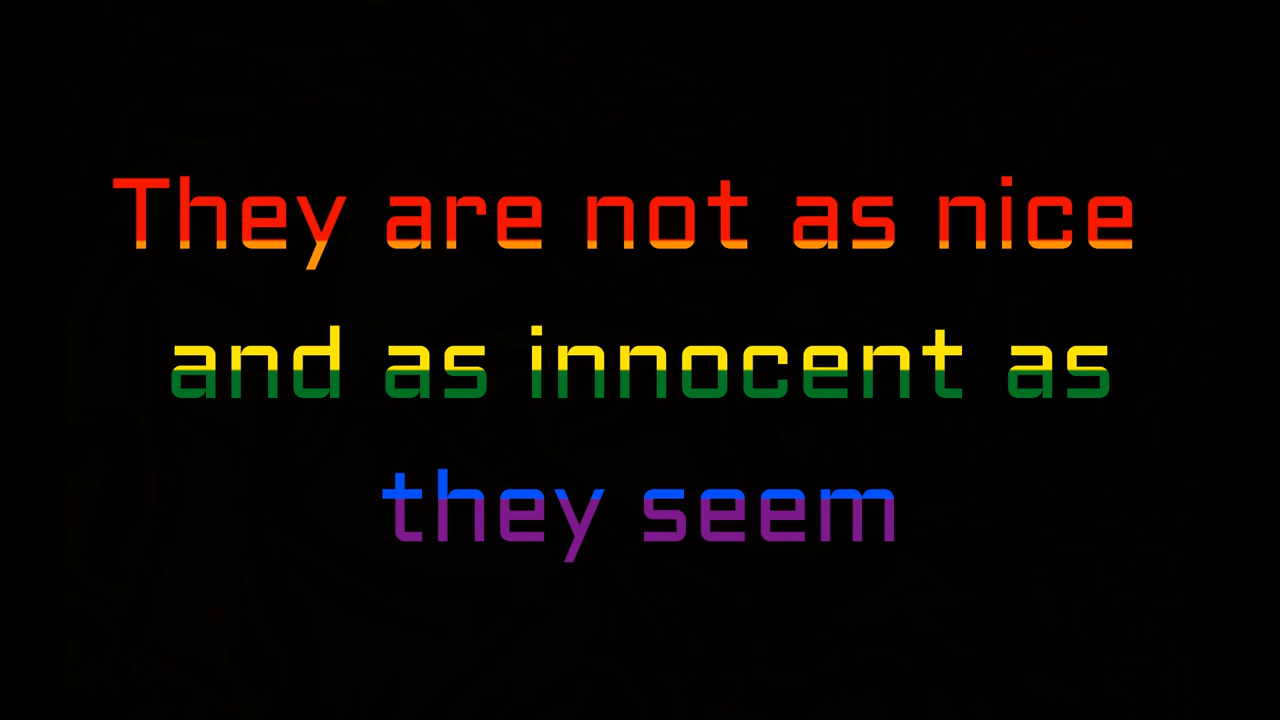 They are not as nice
and as innocent as
they seem